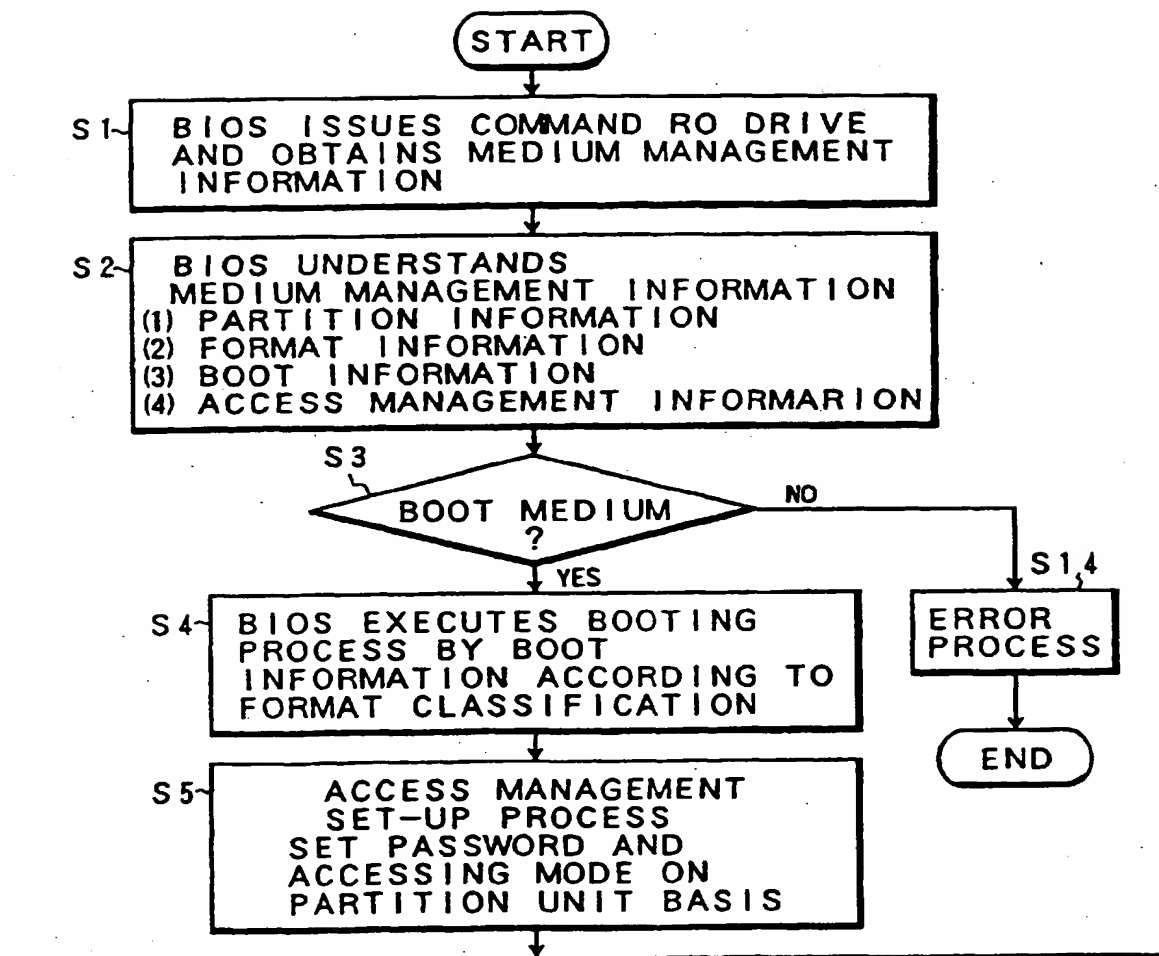 START
S1
BIOS ISSUES COMMAND RO DRIVE
AND OBTAINS MEDIUM MANAGEMENT
INFORMATION
S2
BIOS UNDERSTANDS
MEDIUM MANAGEMENT INFORMATION
(1) PARTITION INFORMATION
(2) FORMAT INFORMATION
(3) BOOT INFORMATION
(4) ACCESS MANAGEMENT INFORMARION
S3
BOOT MEDIUM
?
NO
YES
S14
ERROR
PROCESS
END
S4
BIOS EXECUTES BOOTING
PROCESS BY BOOT
INFORMATION ACCORDING TO
FORMAT CLASSIFICATION
S5
ACCESS MANAGEMENT
SET-UP PROCESS
SET PASSWORD AND
ACCESSING MODE ON
PARTITION UNIT BASIS